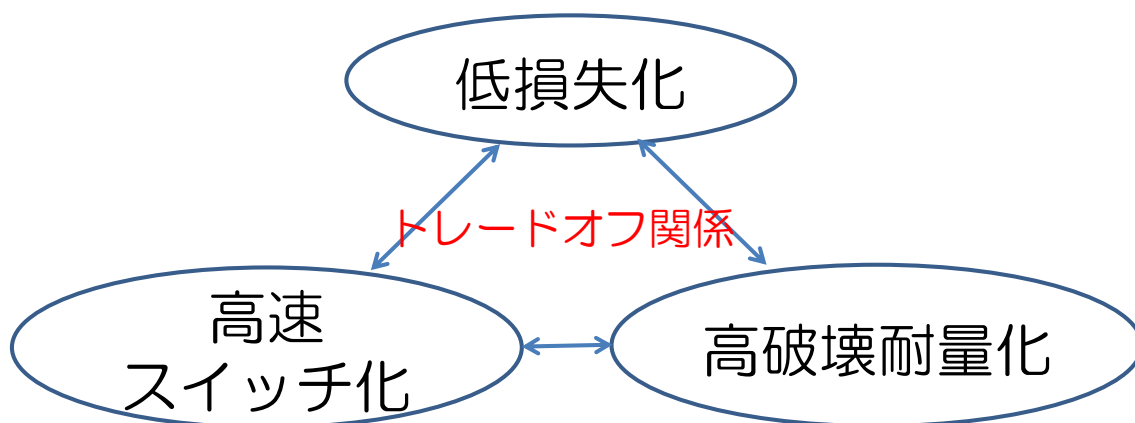 低損失化
トレードオフ関係
高速
スイッチ化
高破壊耐量化